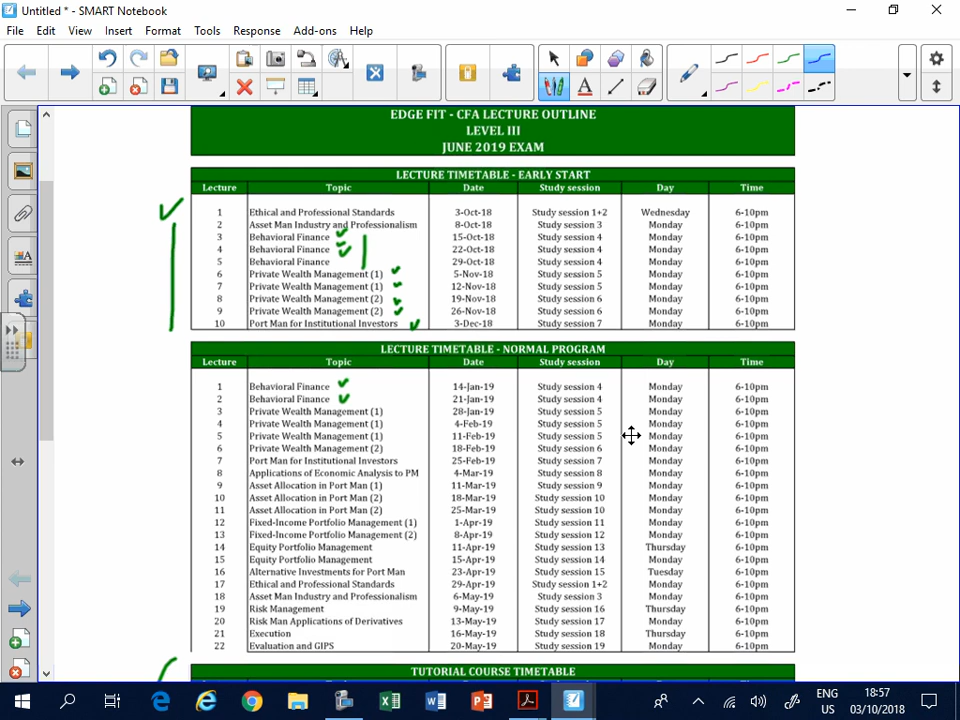 Untitled * - SMART Notebook
File Edit View Insert Format Tools Response Add-ons Help
EDGE FIT - CFA LECTURE OUTLINE
LEVEL III
JUNE 2019 EXAM
LECTURE TIMETABLE - EARLY START
Lecture Topic Date Study session Day Time
1 Ethical and Professional Standards 3-Oct-18 Study session 1+2 Wednesday 6-10pm
2 Asset Man Industry and Professionalism 8-Oct-18 Study session 3 Monday 6-10pm
3 Behavioral Finance 15-Oct-18 Study session 4 Monday 6-10pm
4 Behavioral Finance 22-Oct-18 Study session 4 Monday 6-10pm
5 Behavioral Finance 29-Oct-18 Study session 4 Monday 6-10pm
6 Private Wealth Management (1) 5-Nov-18 Study session 5 Monday 6-10pm
7 Private Wealth Management (1) 12-Nov-18 Study session 5 Monday 6-10pm
8 Private Wealth Management (2) 19-Nov-18 Study session 6 Monday 6-10pm
9 Private Wealth Management (2) 26-Nov-18 Study session 6 Monday 6-10pm
10 Port Man for Institutional Investors 3-Dec-18 Study session 7 Monday 6-10pm
LECTURE TIMETABLE - NORMAL PROGRAM
Lecture Topic Date Study session Day Time
1 Behavioral Finance 14-Jan-19 Study session 4 Monday 6-10pm
2 Behavioral Finance 21-Jan-19 Study session 4 Monday 6-10pm
3 Private Wealth Management (1) 28-Jan-19 Study session 5 Monday 6-10pm
4 Private Wealth Management (1) 4-Feb-19 Study session 5 Monday 6-10pm
5 Private Wealth Management (1) 11-Feb-19 Study session 5 Monday 6-10pm
6 Private Wealth Management (2) 18-Feb-19 Study session 6 Monday 6-10pm
7 Port Man for Institutional Investors 25-Feb-19 Study session 7 Monday 6-10pm
8 Applications of Economic Analysis to PM 4-Mar-19 Study session 8 Monday 6-10pm
9 Asset Allocation in Port Man (1) 11-Mar-19 Study session 9 Monday 6-10pm
10 Asset Allocation in Port Man (2) 18-Mar-19 Study session 10 Monday 6-10pm
11 Asset Allocation in Port Man (2) 25-Mar-19 Study session 10 Monday 6-10pm
12 Fixed-Income Portfolio Management (1) 1-Apr-19 Study session 11 Monday 6-10pm
13 Fixed-Income Portfolio Management (2) 8-Apr-19 Study session 12 Monday 6-10pm
14 Equity Portfolio Management 11-Apr-19 Study session 13 Thursday 6-10pm
15 Equity Portfolio Management 15-Apr-19 Study session 14 Monday 6-10pm
16 Alternative Investments for Port Man 23-Apr-19 Study session 15 Tuesday 6-10pm
17 Ethical and Professional Standards 29-Apr-19 Study session 1+2 Monday 6-10pm
18 Asset Man Industry and Professionalism 6-May-19 Study session 3 Monday 6-10pm
19 Risk Management 9-May-19 Study session 16 Thursday 6-10pm
20 Risk Man Applications of Derivatives 13-May-19 Study session 17 Monday 6-10pm
21 Execution 16-May-19 Study session 18 Thursday 6-10pm
22 Evaluation and GIPS 20-May-19 Study session 19 Monday 6-10pm
TUTORIAL COURSE TIMETABLE
ENG 18:57
US 03/10/2018